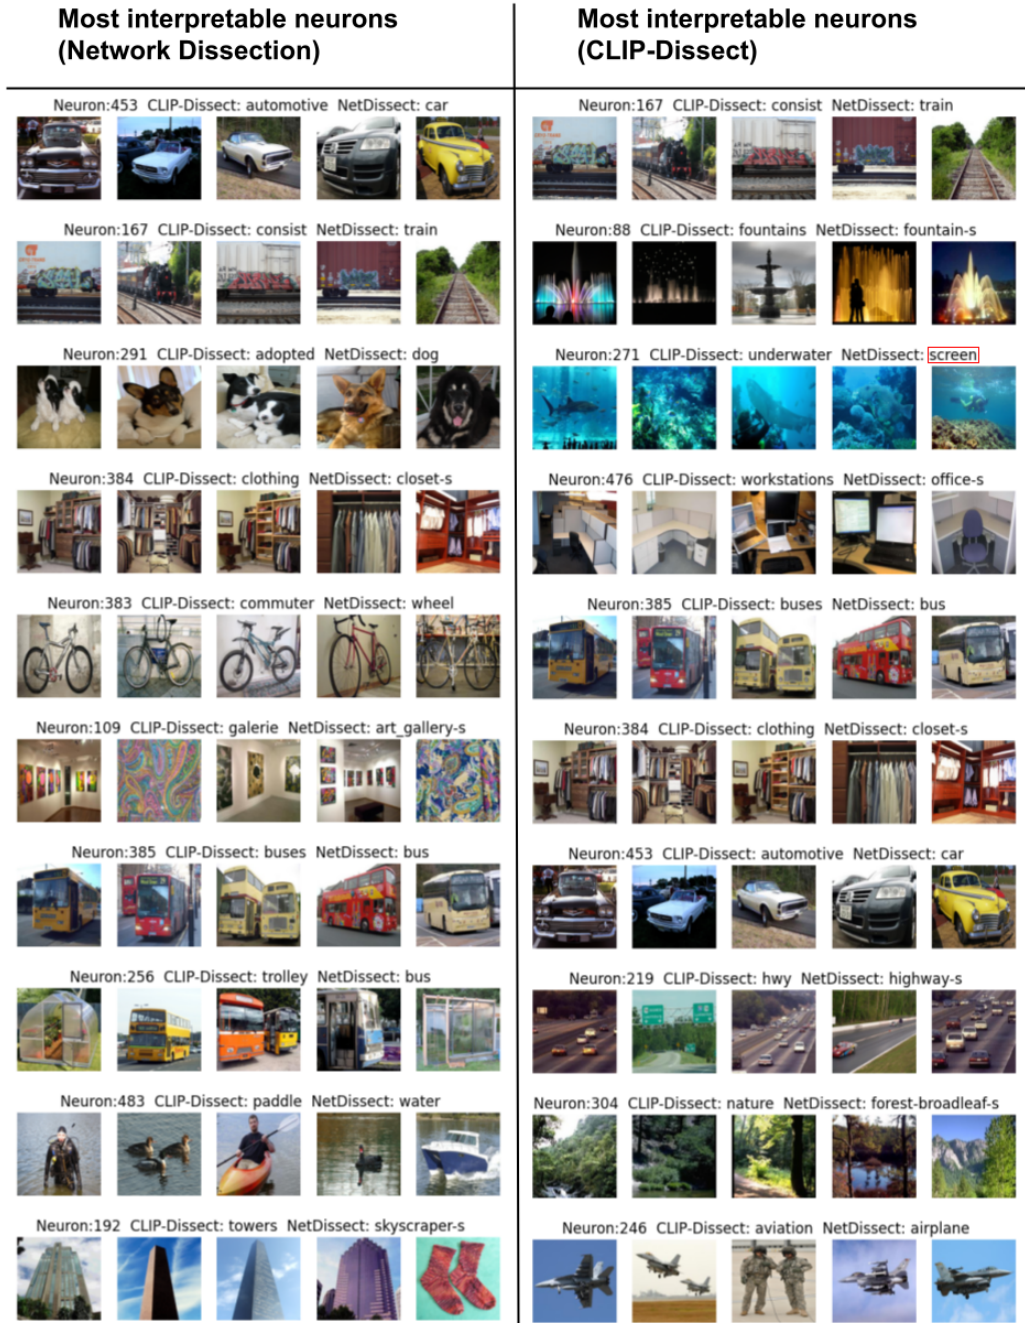 Most interpretable neurons
(Network Dissection)
Neuron:453 CLIP-Dissect: automotive NetDissect: car
Neuron:167 CLIP-Dissect: consist NetDissect: train
Neuron:291 CLIP-Dissect: adopted NetDissect: dog
Neuron:384 CLIP-Dissect: clothing NetDissect: closet-s
Neuron:383 CLIP-Dissect: commuter NetDissect: wheel
Neuron:109 CLIP-Dissect: galerie NetDissect: art_gallery-s
Neuron:385 CLIP-Dissect: buses NetDissect: bus
Neuron:256 CLIP-Dissect: trolley NetDissect: bus
Neuron:483 CLIP-Dissect: paddle NetDissect: water
Neuron:192 CLIP-Dissect: towers NetDissect: skyscraper-s
Most interpretable neurons
(CLIP-Dissect)
Neuron:167 CLIP-Dissect: consist NetDissect: train
Neuron:88 CLIP-Dissect: fountains NetDissect: fountain-s
Neuron:271 CLIP-Dissect: underwater NetDissect: screen
Neuron:476 CLIP-Dissect: workstations NetDissect: office-s
Neuron:385 CLIP-Dissect: buses NetDissect: bus
Neuron:384 CLIP-Dissect: clothing NetDissect: closet-s
Neuron:453 CLIP-Dissect: automotive NetDissect: car
Neuron:219 CLIP-Dissect: hwy NetDissect: highway-s
Neuron:304 CLIP-Dissect: nature NetDissect: forest-broadleaf-s
Neuron:246 CLIP-Dissect: aviation NetDissect: airplane